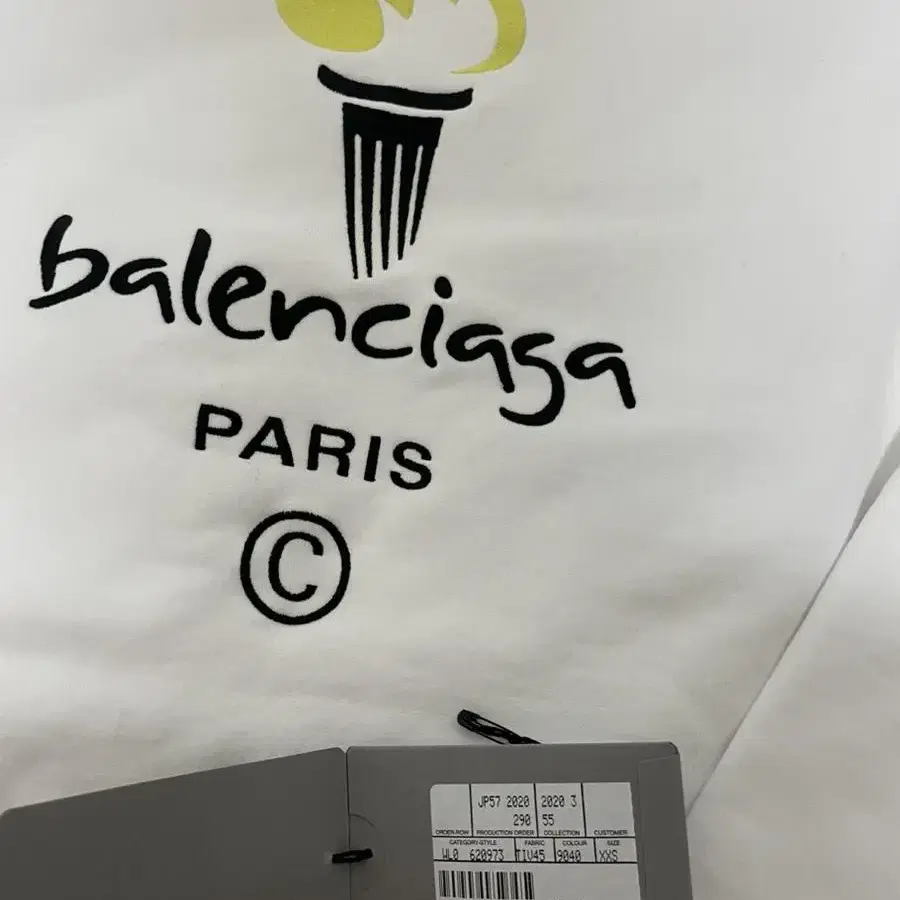 balenciaga
PARIS
©
JP57 2020 2020 3
290 55
ORDER-ROW PRODUCTION ORDER COLLECTION CUSTOMER
CATEGORY-STYLE FABRIC COLOUR SIZE
WL0 620973 TIV45 9040 XXS